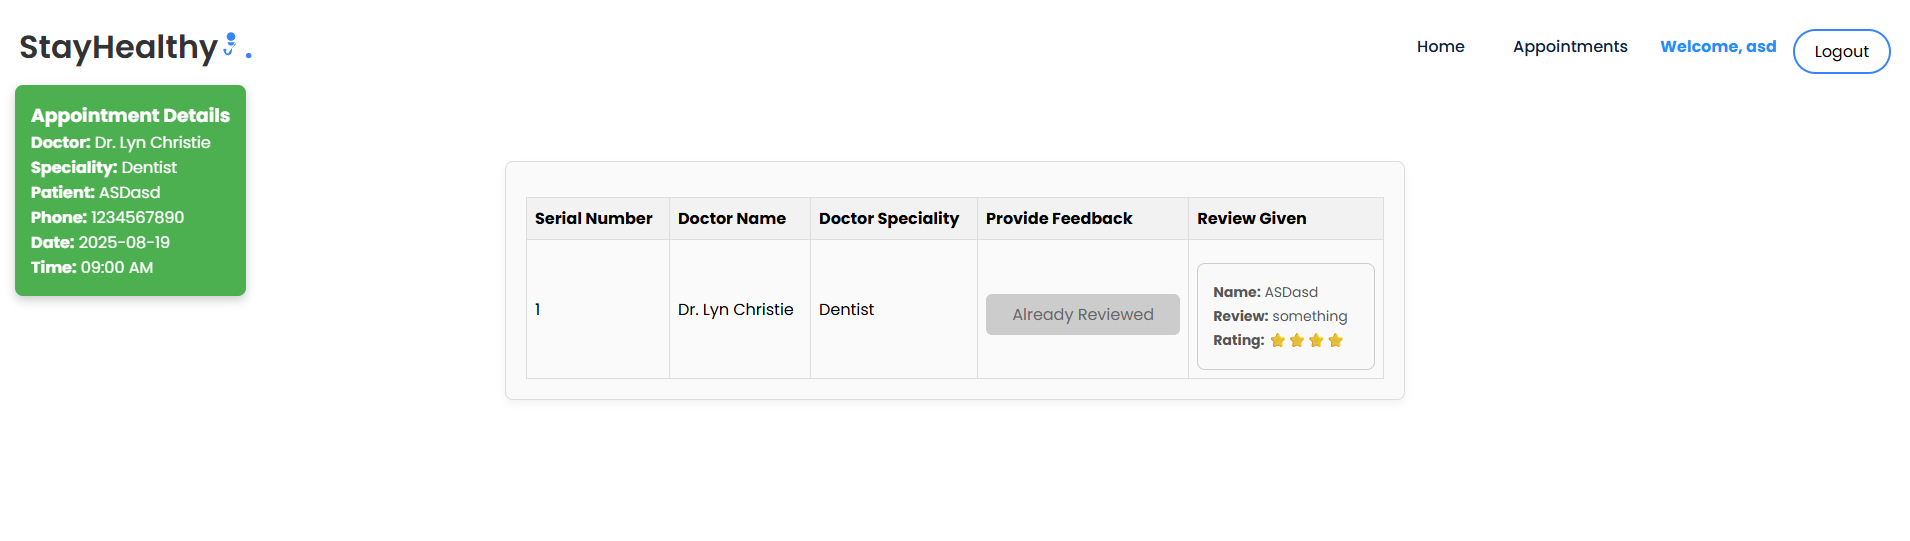 StayHealthy.
Home Appointments Welcome, asd Logout
Appointment Details
Doctor: Dr. Lyn Christie
Speciality: Dentist
Patient: ASDasd
Phone: 1234567890
Date: 2025-08-19
Time: 09:00 AM
Serial Number Doctor Name Doctor Speciality Provide Feedback Review Given
1 Dr. Lyn Christie Dentist Already Reviewed
Name: ASDasd
Review: something
Rating: